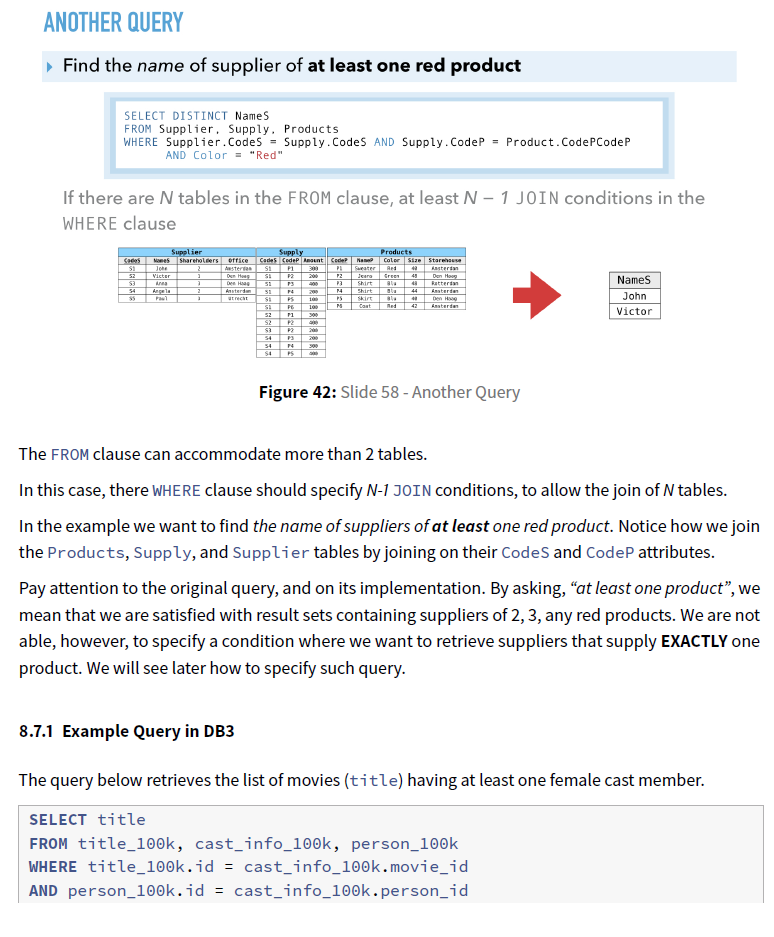 ANOTHER QUERY
Find the name of supplier of at least one red product
SELECT DISTINCT NameS
FROM Supplier, Supply, Products
WHERE Supplier.CodeS = Supply.CodeS AND Supply.CodeP = Product.CodePCodeP
AND Color = "Red"
If there are N tables in the FROM clause, at least N − 1 JOIN conditions in the
WHERE clause
Supplier Supply Products
CodeS NameS Shareholders Office CodeS CodeP Amount CodeP NameP Color Size Storehouse
S1 John 2 Amsterdam S1 P1 300 P1 Sweater Red 40 Amsterdam
S2 Victor 1 Den Haag S1 P2 200 P2 Jeans Green 48 Den Haag
S3 Anna 3 Den Haag S1 P3 400 P3 Shirt Blu 48 Rotterdam
S4 Angela 2 Amsterdam S1 P4 200 P4 Shirt Blu 44 Amsterdam
S5 Paul 3 Utrecht S1 P5 100 P5 Skirt Blu 40 Den Haag
S1 P6 100 P6 Coat Red 42 Amsterdam
S2 P1 300
S2 P2 400
S3 P2 200
S4 P3 200
S4 P4 300
S4 P5 400
NameS
John
Victor
Figure 42: Slide 58 - Another Query
The FROM clause can accommodate more than 2 tables.
In this case, there WHERE clause should specify N-1 JOIN conditions, to allow the join of N tables.
In the example we want to find the name of suppliers of at least one red product. Notice how we join
the Products, Supply, and Supplier tables by joining on their CodeS and CodeP attributes.
Pay attention to the original query, and on its implementation. By asking, “at least one product”, we
mean that we are satisfied with result sets containing suppliers of 2, 3, any red products. We are not
able, however, to specify a condition where we want to retrieve suppliers that supply EXACTLY one
product. We will see later how to specify such query.
8.7.1 Example Query in DB3
The query below retrieves the list of movies (title) having at least one female cast member.
SELECT title
FROM title_100k, cast_info_100k, person_100k
WHERE title_100k.id = cast_info_100k.movie_id
AND person_100k.id = cast_info_100k.person_id